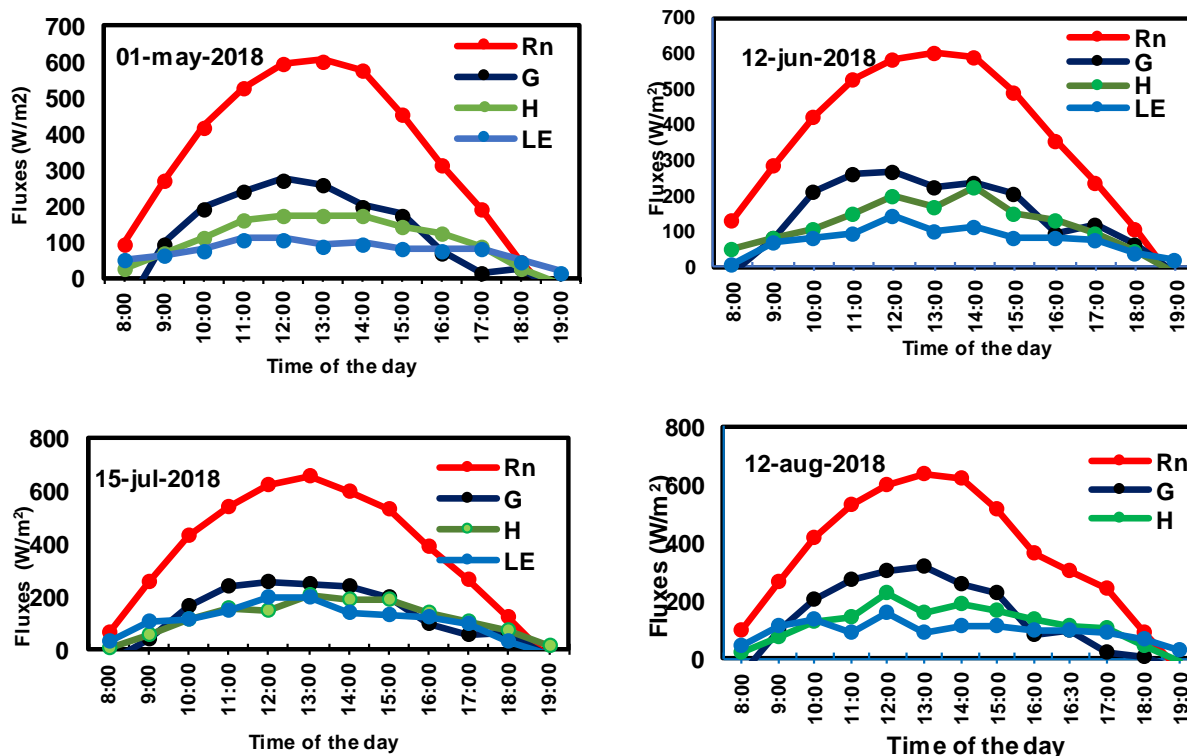 01-may-2018
Fluxes (W/m2)
700
600
500
400
300
200
100
0
Rn
G
H
LE
8:00
9:00
10:00
11:00
12:00
13:00
14:00
15:00
16:00
17:00
18:00
19:00
Time of the day
12-jun-2018
Fluxes (W/m²)
700
600
500
400
300
200
100
0
Rn
G
H
LE
8:00
9:00
10:00
11:00
12:00
13:00
14:00
15:00
16:00
17:00
18:00
19:00
Time of the day
15-jul-2018
Fluxes (W/m²)
800
600
400
200
0
Rn
G
H
LE
8:00
9:00
10:00
11:00
12:00
13:00
14:00
15:00
16:00
17:00
18:00
19:00
Time of the day
12-aug-2018
Fluxes (W/m²)
800
600
400
200
0
Rn
G
H
8:00
9:00
10:00
11:00
12:00
13:00
14:00
15:00
16:00
16:30
17:00
18:00
19:00
Time of the day